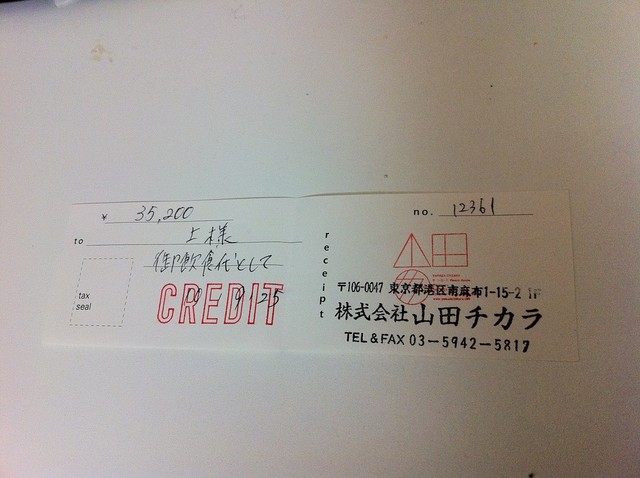 ¥ 35,200
to 上様
御飲食代として
tax
seal
CREDIT
9 25
receipt
no. 12361
〒106-0047 東京都港区南麻布1-15-2 1F
株式会社山田チカラ
TEL & FAX 03-5942-5817